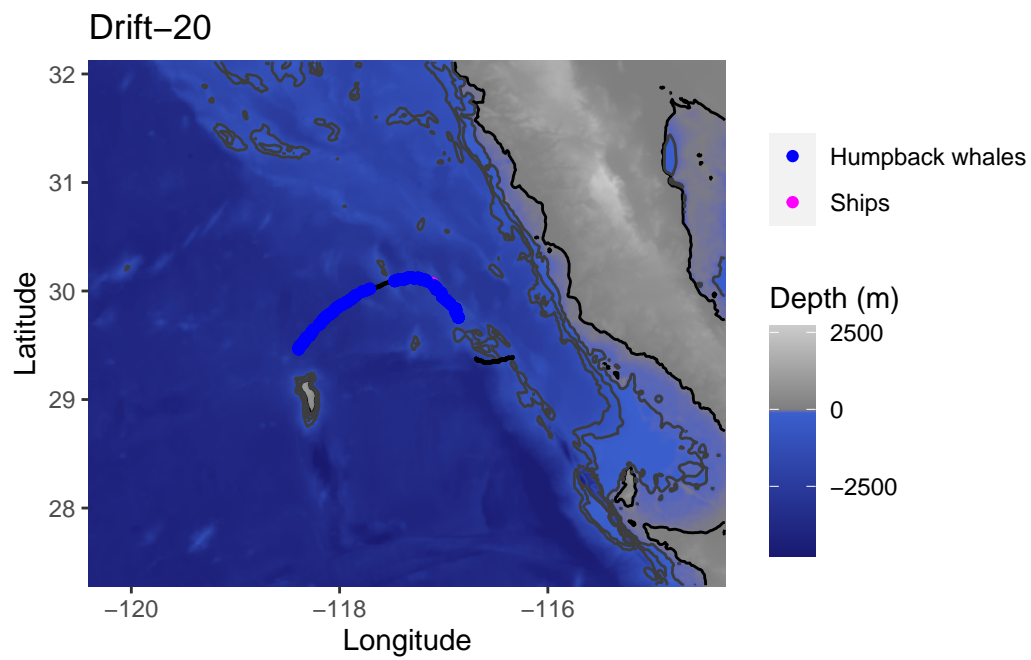 Drift−20
32
31
30
29
28
Latitude
−120
−118
−116
Longitude
Humpback whales
Ships
Depth (m)
2500
0
−2500